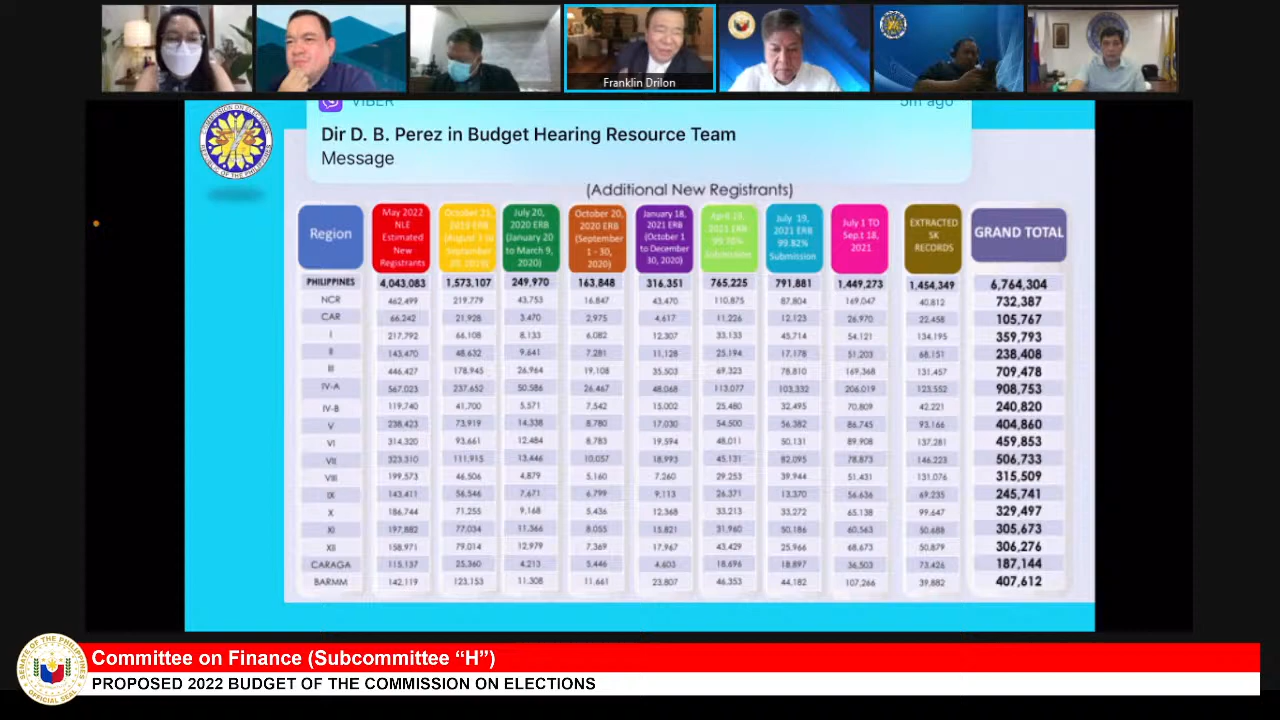 Franklin Drilon
VIBER
5m ago
Dir D. B. Perez in Budget Hearing Resource Team
Message
(Additional New Registrants)
Region
May 2022 NLE Estimated New Registrants
July 20, 2020 ERB (January 20 to March 9, 2020)
October 20, 2020 ERB (September 1 - 30, 2020)
January 18, 2021 ERB (October 1 to December 30, 2020)
July 19, 2021 ERB 99.82% Submission
July 1 TO Sep.t 18, 2021
EXTRACTED SK RECORDS
GRAND TOTAL
PHILIPPINES 4,043,083 1,573,107 249,970 163,848 316,351 765,225 791,881 1,449,273 1,454,349 6,764,304
NCR 462,499 219,779 43,753 16,847 43,470 110,875 87,804 169,047 40,812 732,387
CAR 66,242 21,928 3,470 2,975 4,617 11,226 12,123 26,970 22,458 105,767
I 217,792 66,108 8,133 6,082 12,307 33,133 45,714 54,121 134,195 359,793
II 143,470 48,632 9,641 7,281 11,128 25,194 17,178 51,203 68,151 238,408
III 446,427 178,945 26,964 19,108 35,503 69,323 78,810 169,368 131,457 709,478
IV-A 567,023 237,652 50,586 26,467 48,068 113,077 103,332 206,019 123,552 908,753
IV-B 119,740 41,700 5,571 7,542 15,002 25,480 32,495 70,809 42,221 240,820
V 238,423 73,919 14,338 8,780 17,030 54,500 56,382 86,745 93,166 404,860
VI 314,320 93,661 12,484 8,783 19,594 48,011 50,131 89,908 137,281 459,853
VII 323,310 111,915 13,446 10,057 18,993 45,131 82,095 78,873 146,223 506,733
VIII 199,573 46,506 4,879 5,160 7,260 29,253 39,944 51,431 131,076 315,509
IX 143,411 56,546 7,671 6,799 9,113 26,371 13,370 56,636 69,235 245,741
X 186,744 71,255 9,168 5,436 12,368 33,213 33,272 65,138 99,647 329,497
XI 197,882 77,034 11,366 8,055 15,821 31,960 50,186 60,563 50,688 305,673
XII 158,971 79,014 12,979 7,369 17,967 43,429 25,966 68,673 50,879 306,276
CARAGA 115,137 25,360 4,213 5,446 4,603 18,696 18,897 36,503 73,426 187,144
BARMM 142,119 123,153 11,308 11,661 23,807 46,353 44,182 107,266 39,882 407,612
Committee on Finance (Subcommittee “H”)
PROPOSED 2022 BUDGET OF THE COMMISSION ON ELECTIONS
SENATE OF THE PHILIPPINES
OFFICIAL SEAL